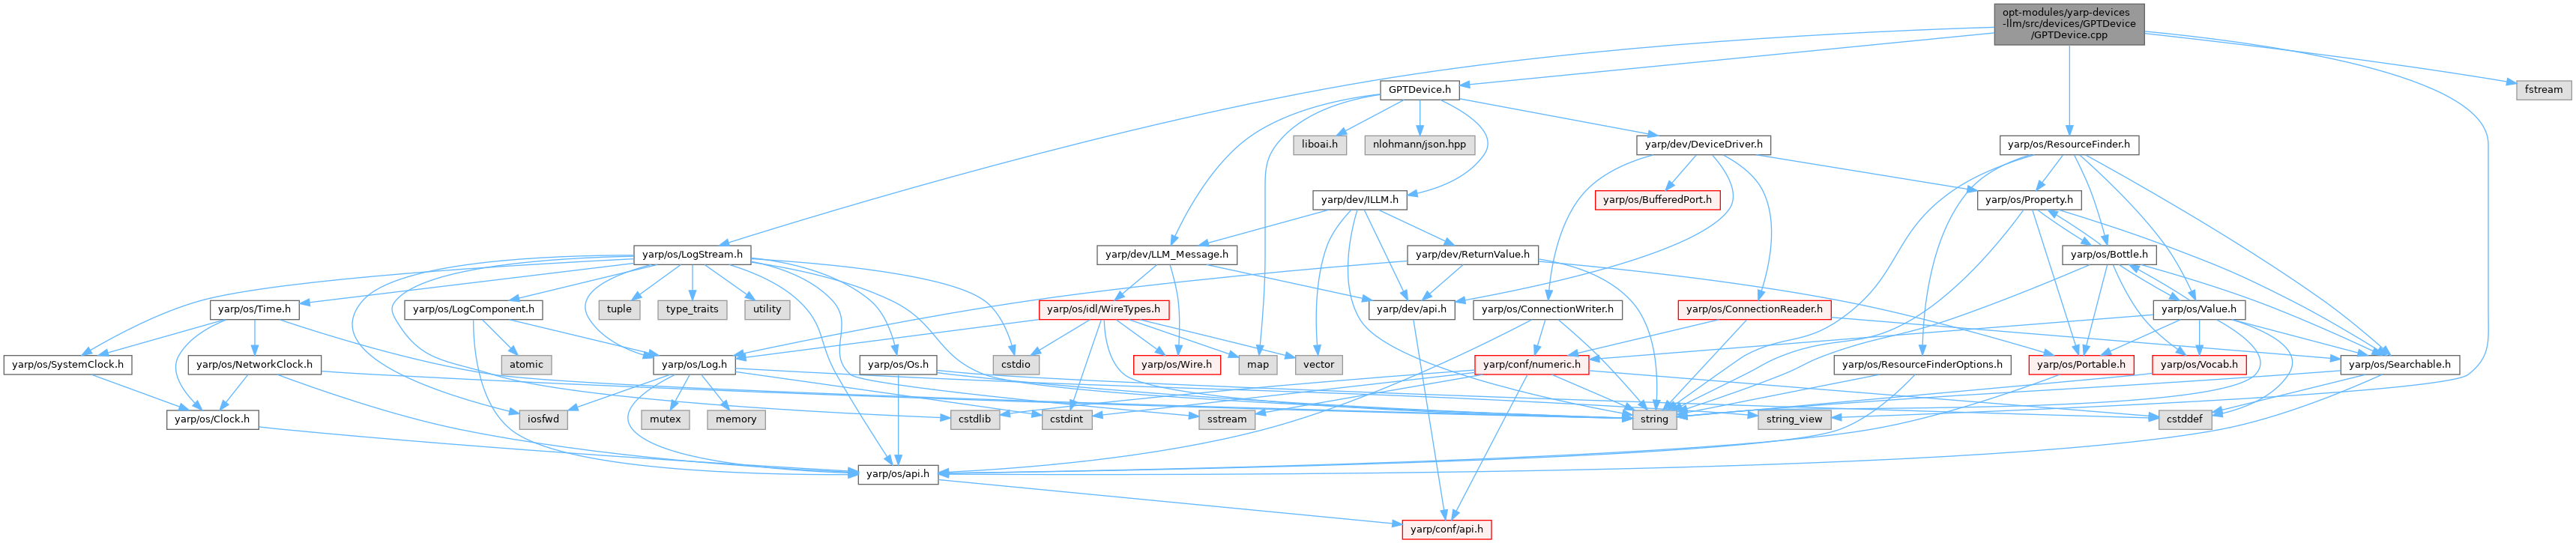 opt-modules/yarp-devices
-llm/src/devices/GPTDevice
/GPTDevice.cpp
GPTDevice.h
fstream
liboai.h
nlohmann/json.hpp
yarp/dev/DeviceDriver.h
yarp/os/ResourceFinder.h
yarp/dev/ILLM.h
yarp/os/BufferedPort.h
yarp/os/Property.h
yarp/os/LogStream.h
yarp/dev/LLM_Message.h
yarp/dev/ReturnValue.h
yarp/os/Bottle.h
yarp/os/Time.h
yarp/os/LogComponent.h
tuple
type_traits
utility
yarp/os/idl/WireTypes.h
yarp/dev/api.h
yarp/os/ConnectionWriter.h
yarp/os/ConnectionReader.h
yarp/os/Value.h
yarp/os/SystemClock.h
yarp/os/NetworkClock.h
atomic
yarp/os/Log.h
yarp/os/Os.h
cstdio
yarp/os/Wire.h
map
vector
yarp/conf/numeric.h
yarp/os/ResourceFinderOptions.h
yarp/os/Portable.h
yarp/os/Vocab.h
yarp/os/Searchable.h
yarp/os/Clock.h
iosfwd
mutex
memory
cstdlib
cstdint
sstream
string
string_view
cstddef
yarp/os/api.h
yarp/conf/api.h